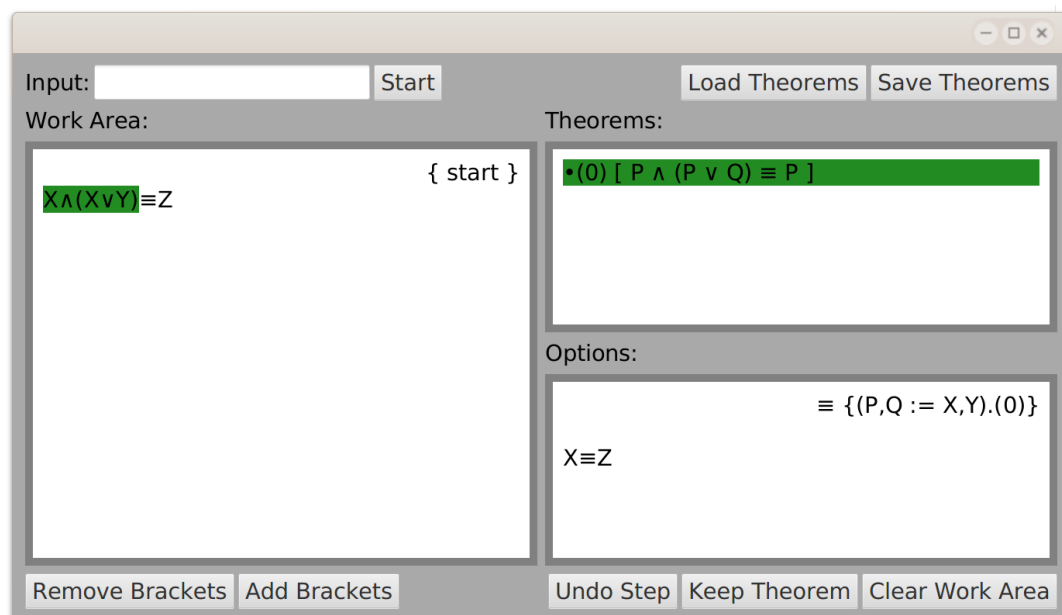 Input: Start Load Theorems Save Theorems
Work Area:
{ start }
X∧(X∨Y)≡Z
Theorems:
•(0) [ P ∧ (P ∨ Q) ≡ P ]
Options:
≡ {(P,Q := X,Y).(0)}
X≡Z
Remove Brackets Add Brackets Undo Step Keep Theorem Clear Work Area